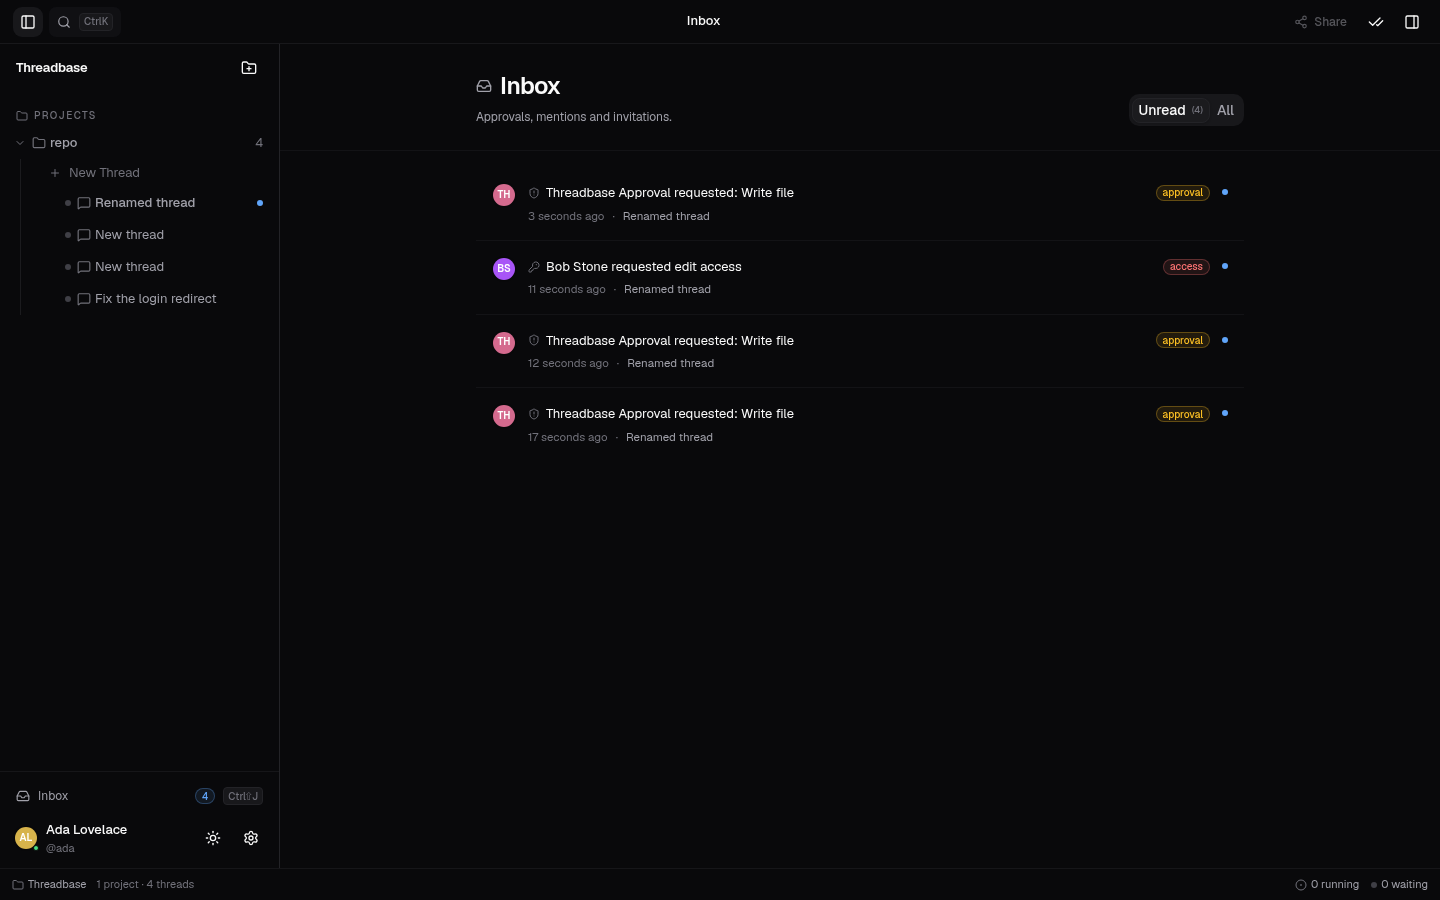 CtrlK
Inbox
Share
Threadbase
PROJECTS
repo 4
New Thread
Renamed thread
New thread
New thread
Fix the login redirect
Inbox
Approvals, mentions and invitations.
Unread (4) All
TH Threadbase Approval requested: Write file approval
3 seconds ago · Renamed thread
BS Bob Stone requested edit access access
11 seconds ago · Renamed thread
TH Threadbase Approval requested: Write file approval
12 seconds ago · Renamed thread
TH Threadbase Approval requested: Write file approval
17 seconds ago · Renamed thread
Inbox 4 Ctrl⇧J
AL Ada Lovelace
@ada
Threadbase 1 project · 4 threads
0 running 0 waiting